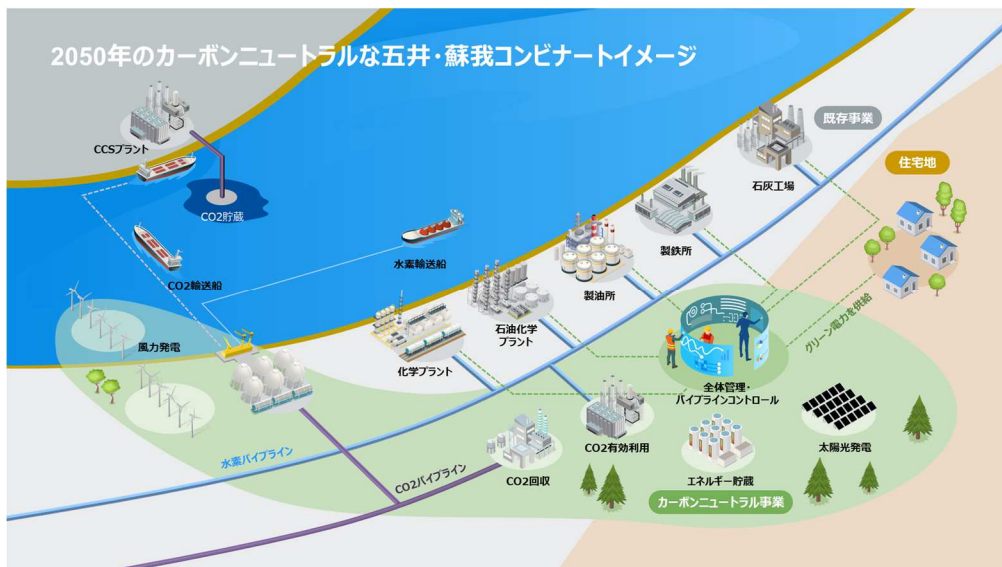 2050年のカーボンニュートラルな五井・蘇我コンビナートイメージ
CCSプラント
CO2貯蔵
CO2輸送船
水素輸送船
風力発電
化学プラント
石油化学
プラント
製油所
製鉄所
石灰工場
既存事業
住宅地
グリーン電力を供給
全体管理・
パイプラインコントロール
水素パイプライン
CO2パイプライン
CO2回収
CO2有効利用
エネルギー貯蔵
太陽光発電
カーボンニュートラル事業